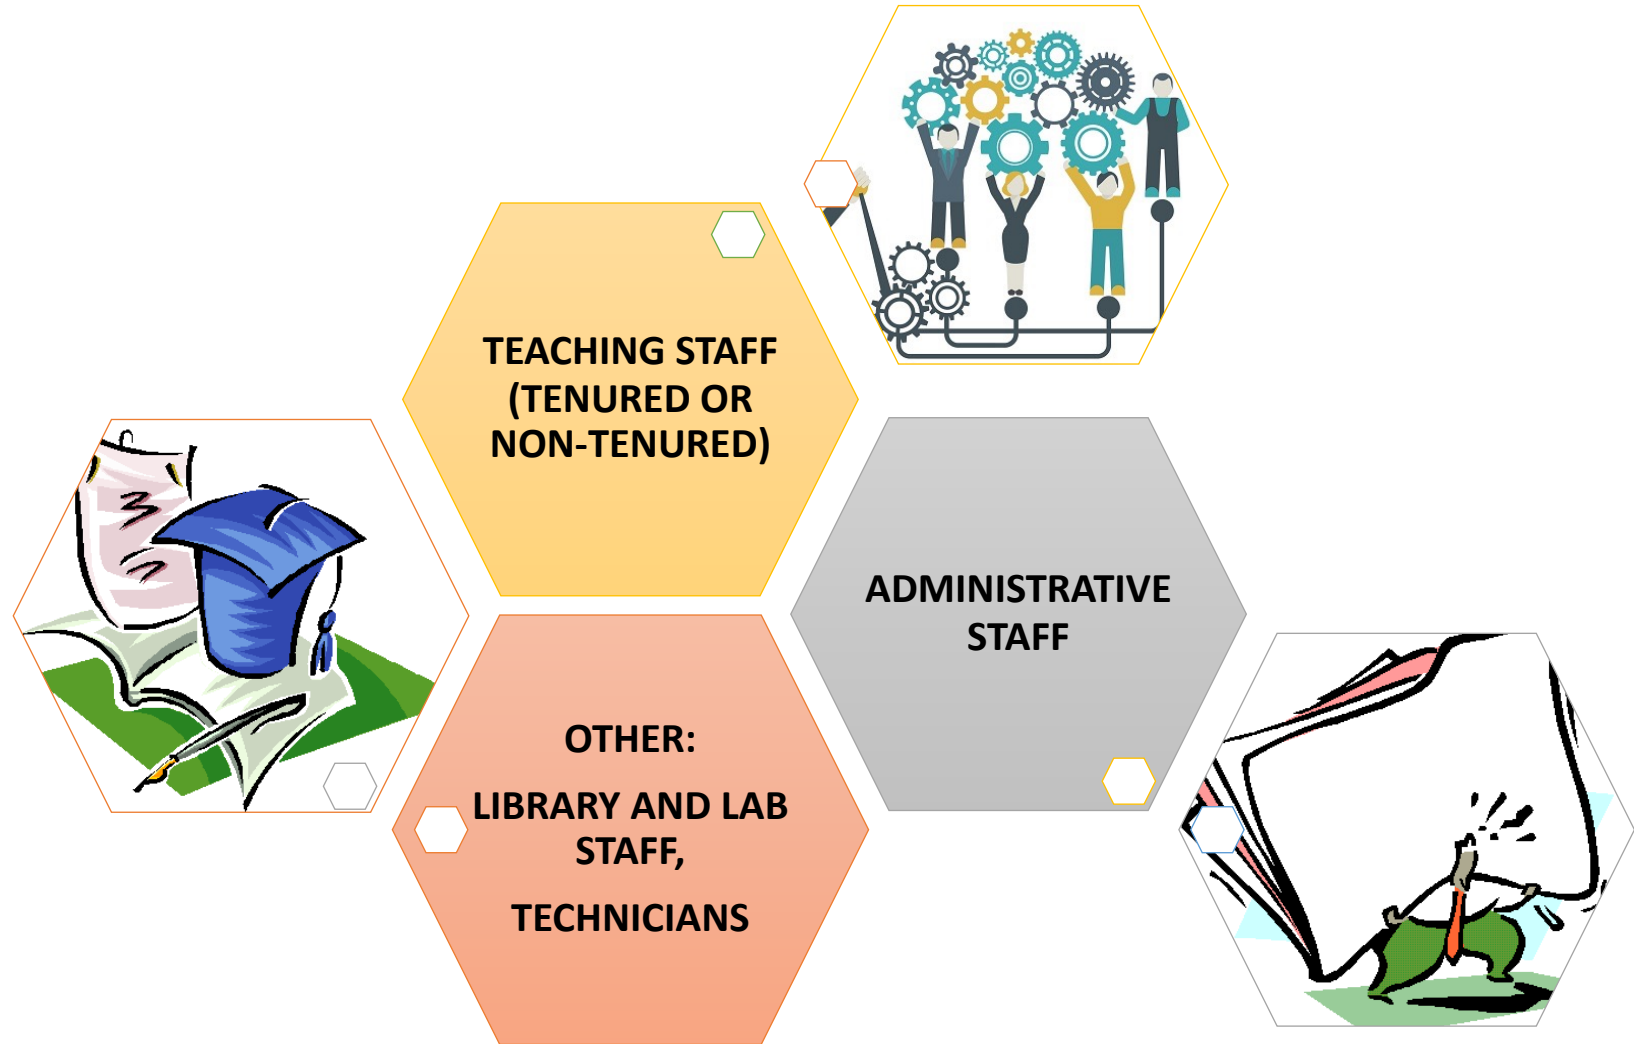 TEACHING STAFF
(TENURED OR
NON-TENURED)
ADMINISTRATIVE
STAFF
OTHER:
LIBRARY AND LAB
STAFF,
TECHNICIANS